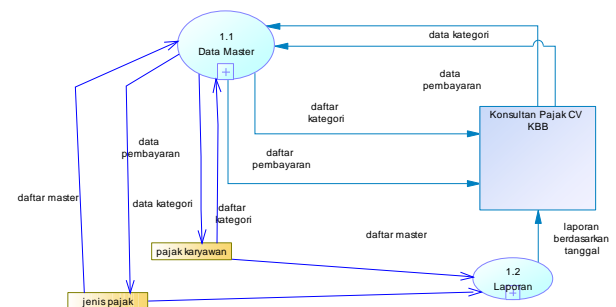 1.1
Data Master
data kategori
data
pembayaran
daftar
kategori
Konsultan Pajak CV
KBB
data
pembayaran
daftar
pembayaran
daftar master
data kategori
daftar
kategori
daftar master
laporan
berdasarkan
tanggal
pajak karyawan
1.2
Laporan
jenis pajak